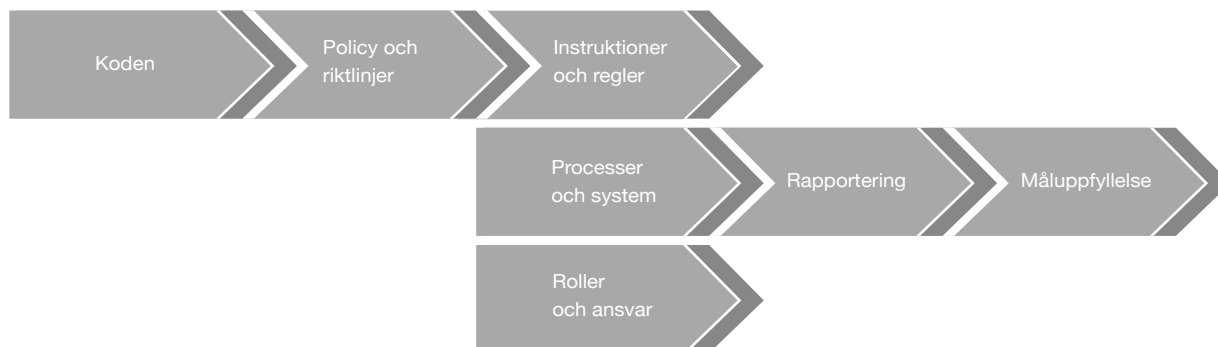 Koden
Policy och
riktlinjer
Instruktioner
och regler
Processer
och system
Rapportering
Måluppfyllelse
Roller
och ansvar